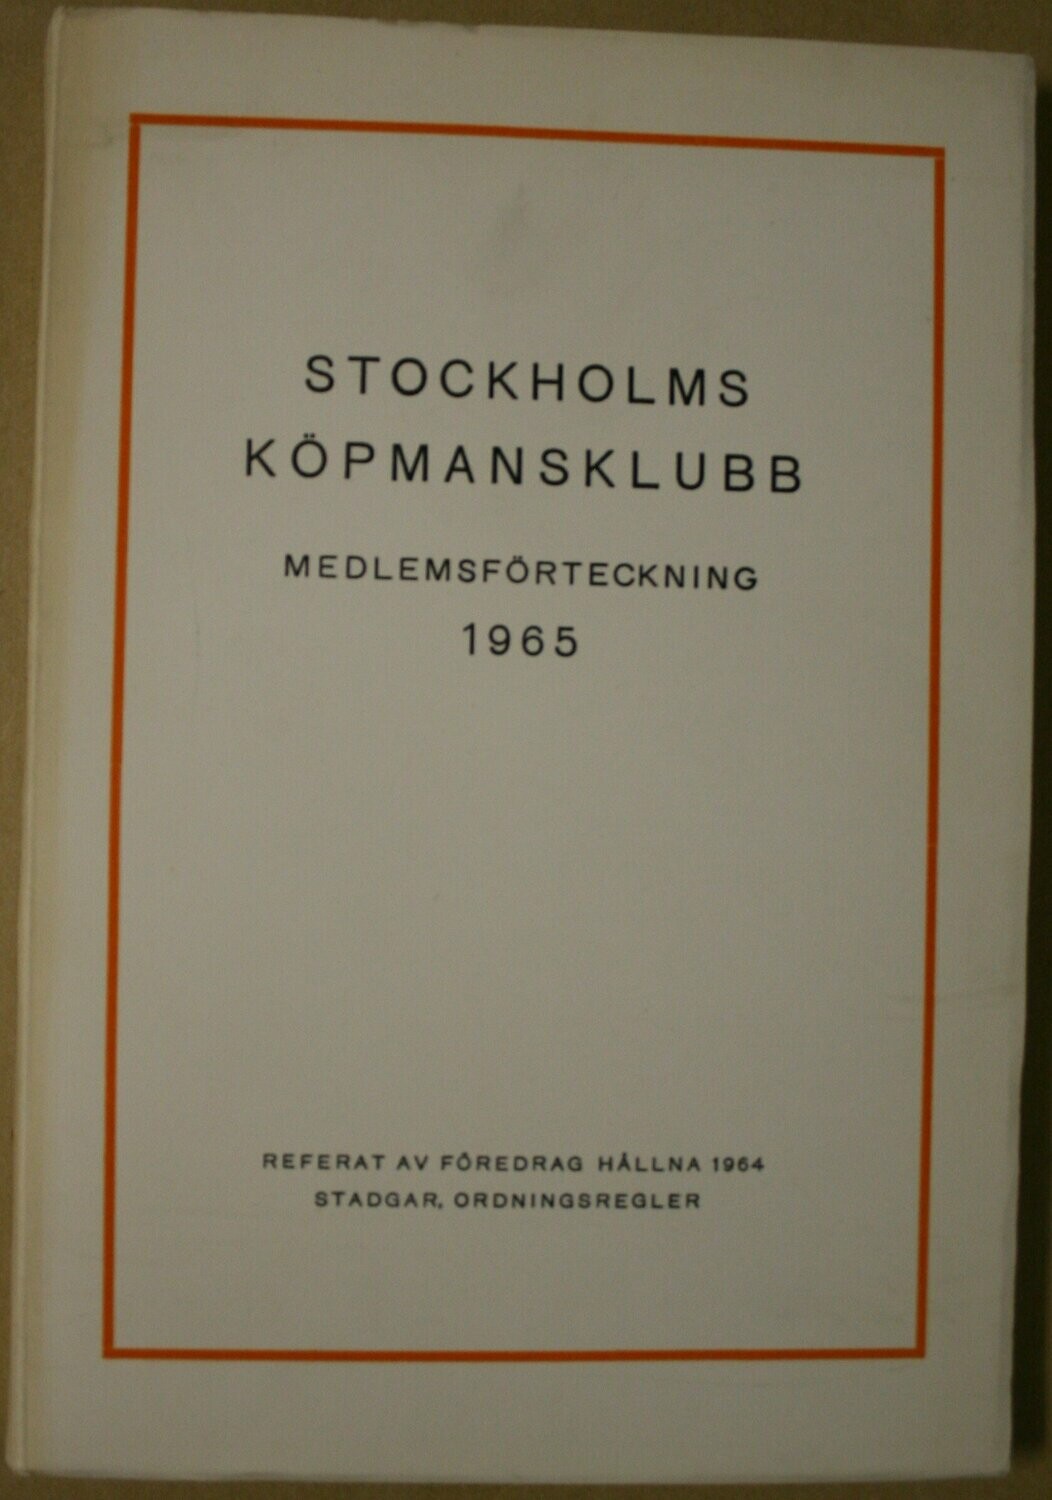 STOCKHOLMS
KÖPMANSKLUBB
MEDLEMSFÖRTECKNING
1965
REFERAT AV FÖREDRAG HÅLLNA 1964
STADGAR, ORDNINGSREGLER